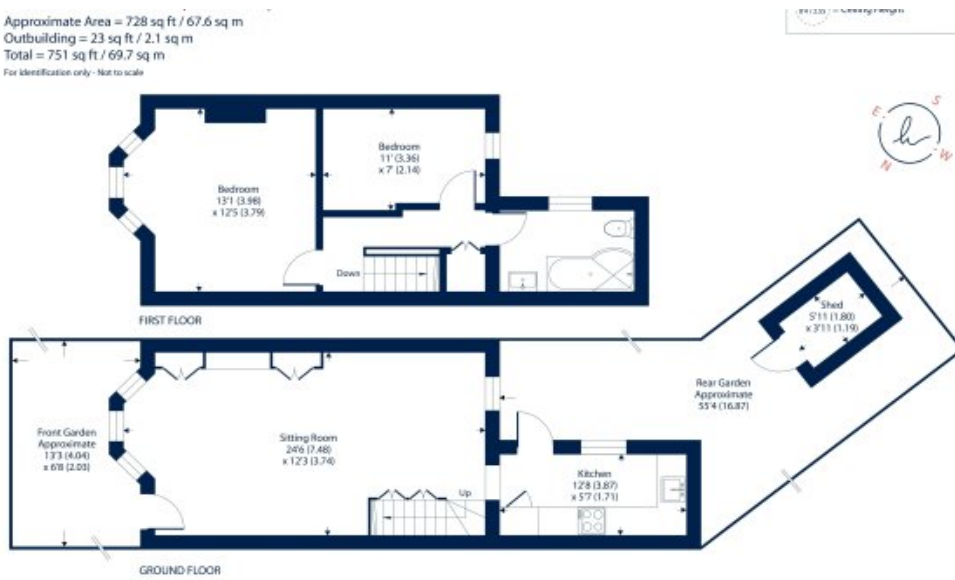 Approximate Area = 728 sq ft / 67.6 sq m
Outbuilding = 23 sq ft / 2.1 sq m
Total = 751 sq ft / 69.7 sq m
For identification only - Not to scale
= Ceiling Height
E
S
N
W
Bedroom
13'1 (3.98)
x 12'5 (3.79)
Bedroom
11' (3.36)
x 7' (2.14)
Down
FIRST FLOOR
Shed
5'11 (1.80)
x 3'11 (1.19)
Rear Garden
Approximate
55'4 (16.87)
Front Garden
Approximate
13'3 (4.04)
x 6'8 (2.03)
Sitting Room
24'6 (7.48)
x 12'3 (3.74)
Up
Kitchen
12'8 (3.87)
x 5'7 (1.71)
GROUND FLOOR